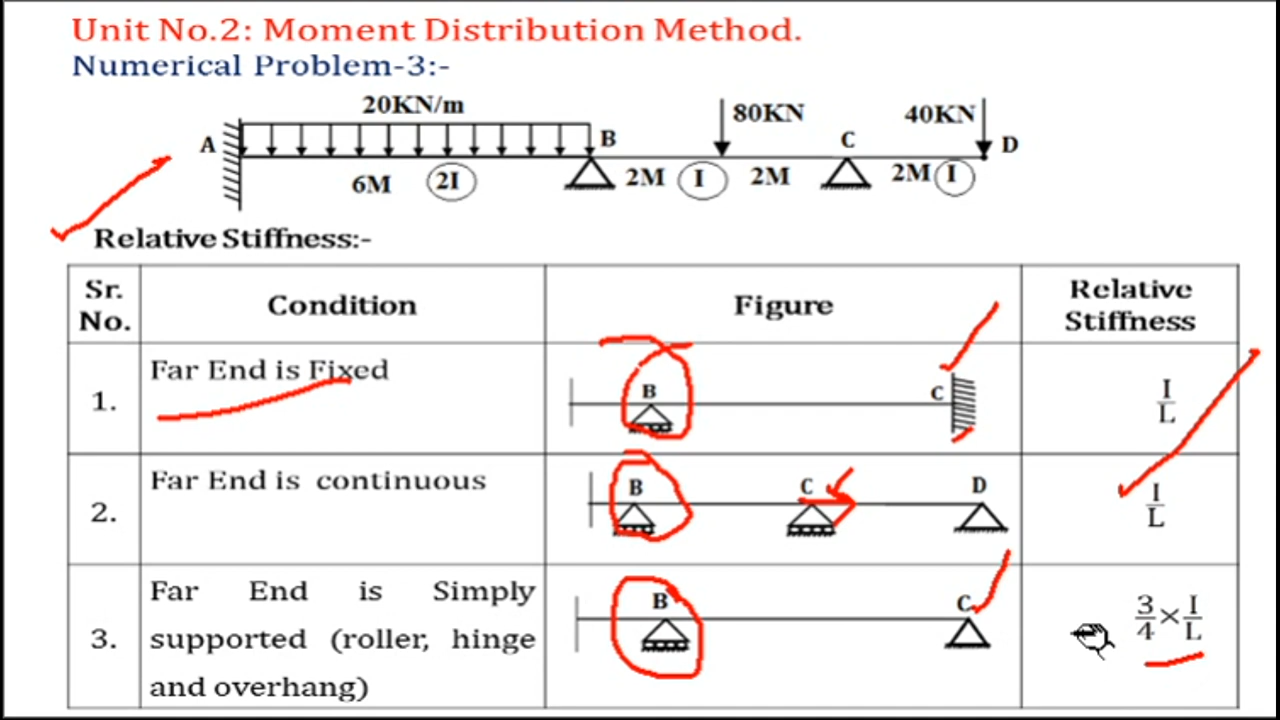 Unit No.2: Moment Distribution Method.
Numerical Problem-3:-
20KN/m
80KN
40KN
A
B
C
D
6M
2I
2M
I
2M
2M
I
Relative Stiffness:-
Sr. No.
Condition
Figure
Relative Stiffness
1.
Far End is Fixed
B
C
I
L
2.
Far End is continuous
B
C
D
I
L
3.
Far End is Simply
supported (roller, hinge
and overhang)
B
C
3/4 × I/L